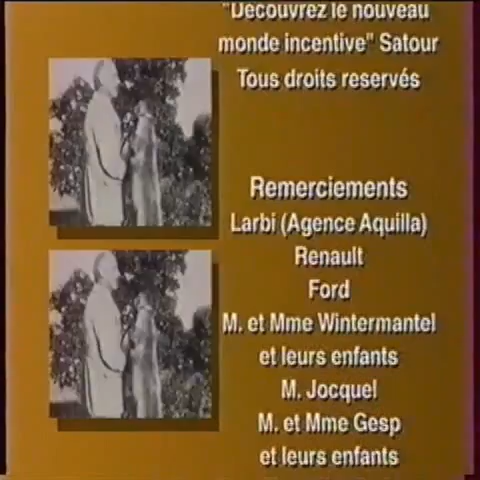 "Découvrez le nouveau
monde incentive" Satour
Tous droits reservés
Remerciements
Larbi (Agence Aquilla)
Renault
Ford
M. et Mme Wintermantel
et leurs enfants
M. Jocquel
M. et Mme Gesp
et leurs enfants